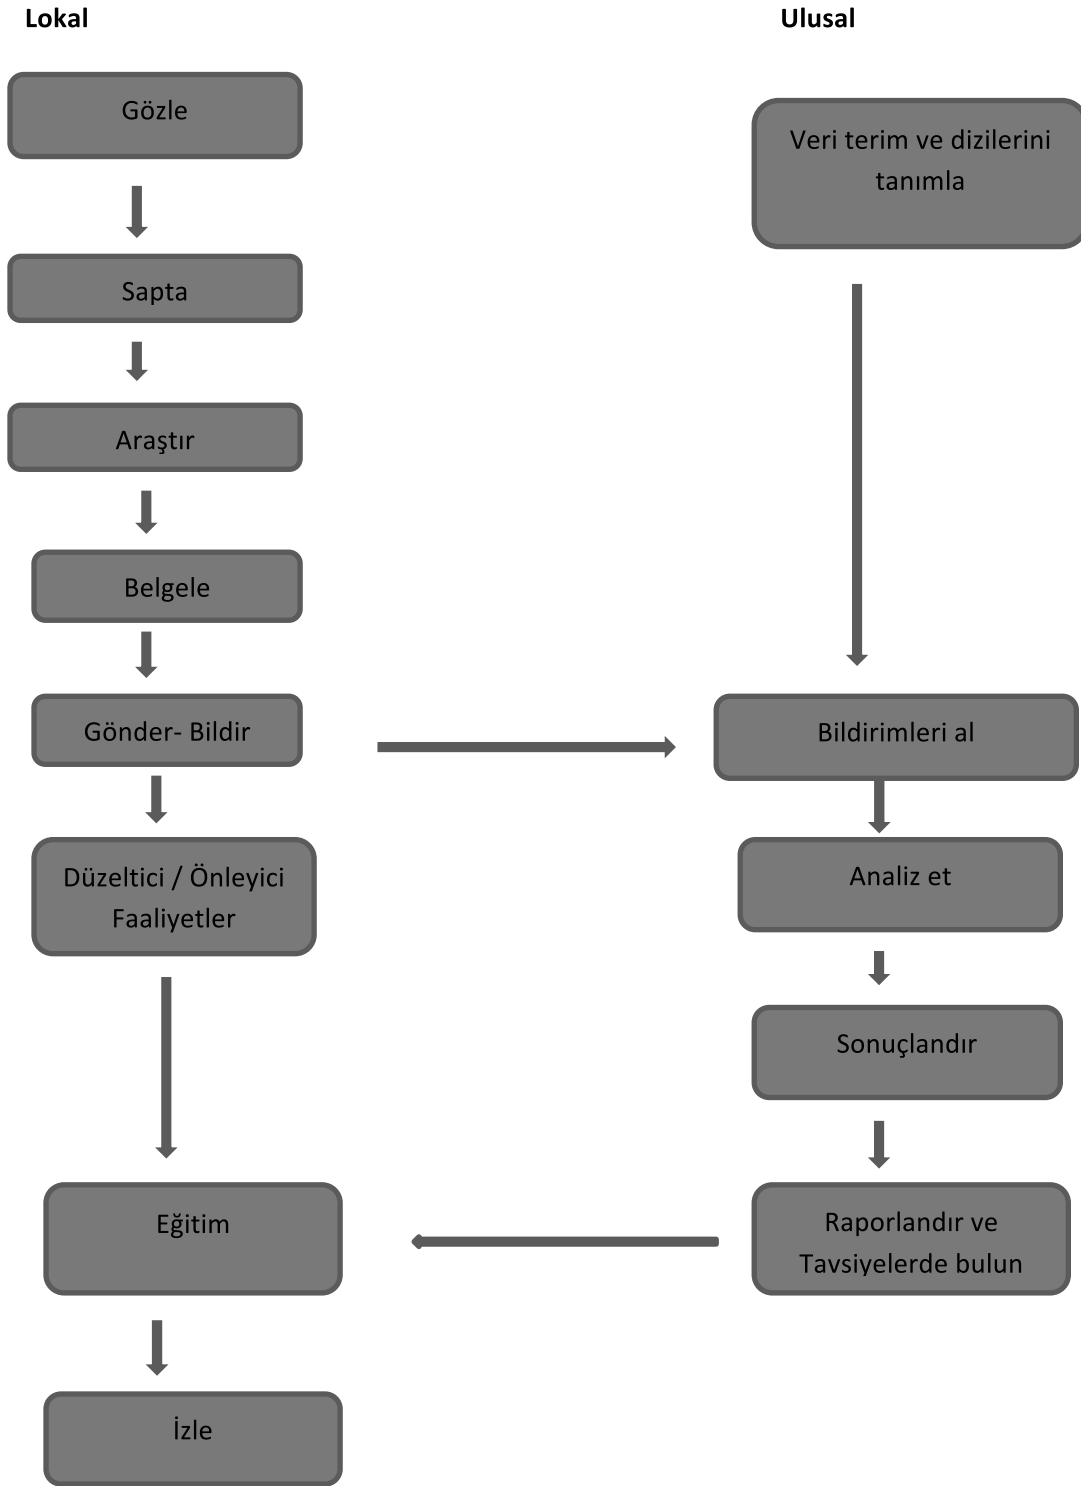 Lokal
Gözle
Sapta
Araştır
Belgele
Gönder- Bildir
Düzeltici / Önleyici
Faaliyetler
Eğitim
İzle
Ulusal
Veri terim ve dizilerini
tanımla
Bildirimleri al
Analiz et
Sonuçlandır
Raporlandır ve
Tavsiyelerde bulun